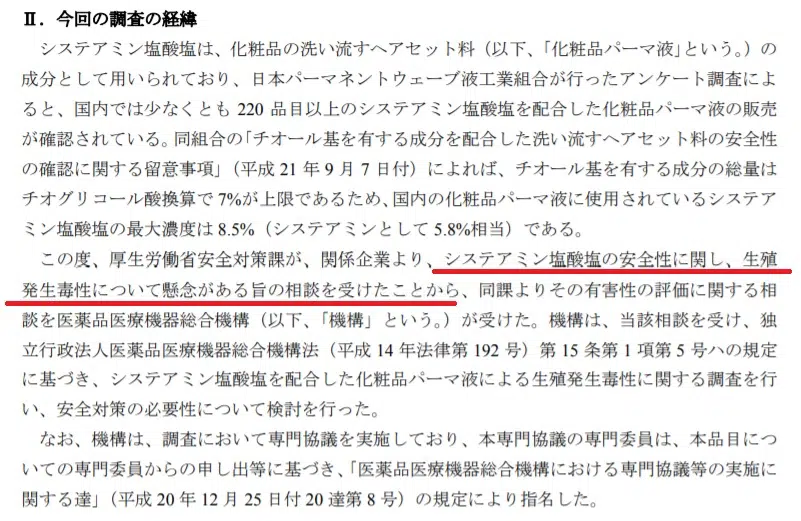 Ⅱ．今回の調査の経緯
システアミン塩酸塩は、化粧品の洗い流すヘアセット料（以下、「化粧品パーマ液」という。）の
成分として用いられており、日本パーマネントウェーブ液工業組合が行ったアンケート調査によ
ると、国内では少なくとも 220 品目以上のシステアミン塩酸塩を配合した化粧品パーマ液の販売
が確認されている。同組合の「チオール基を有する成分を配合した洗い流すヘアセット料の安全性
の確認に関する留意事項」（平成 21 年 9 月 7 日付）によれば、チオール基を有する成分の総量は
チオグリコール酸換算で 7%が上限であるため、国内の化粧品パーマ液に使用されているシステア
ミン塩酸塩の最大濃度は 8.5%（システアミンとして 5.8%相当）である。
この度、厚生労働省安全対策課が、関係企業より、システアミン塩酸塩の安全性に関し、生殖
発生毒性について懸念がある旨の相談を受けたことから、同課よりその有害性の評価に関する相
談を医薬品医療機器総合機構（以下、「機構」という。）が受けた。機構は、当該相談を受け、独
立行政法人医薬品医療機器総合機構法（平成 14 年法律第 192 号）第 15 条第 1 項第 5 号ハの規定
に基づき、システアミン塩酸塩を配合した化粧品パーマ液による生殖発生毒性に関する調査を行
い、安全対策の必要性について検討を行った。
なお、機構は、調査において専門協議を実施しており、本専門協議の専門委員は、本品目につ
いての専門委員からの申し出等に基づき、「医薬品医療機器総合機構における専門協議等の実施に
関する達」（平成 20 年 12 月 25 日付 20 達第 8 号）の規定により指名した。